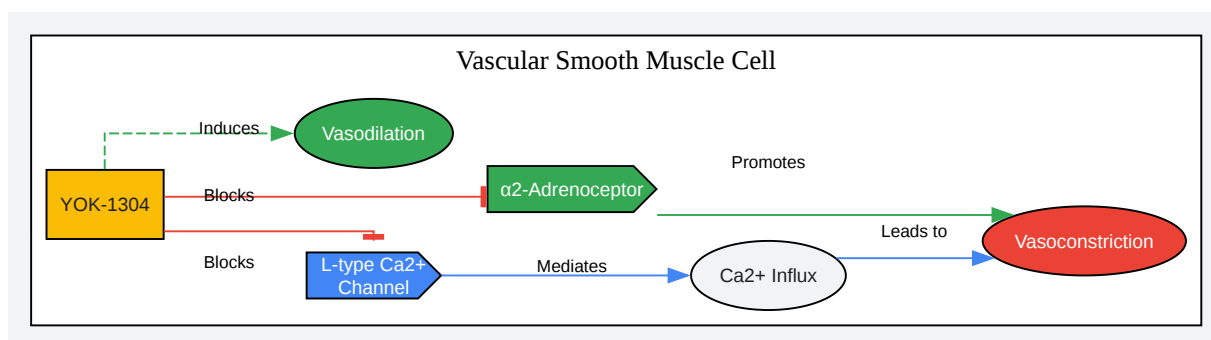 Vascular Smooth Muscle Cell
Induces
Vasodilation
Promotes
YOK-1304
Blocks
α2-Adrenoceptor
Leads to
Vasoconstriction
Blocks
L-type Ca2+
Channel
Mediates
Ca2+ Influx